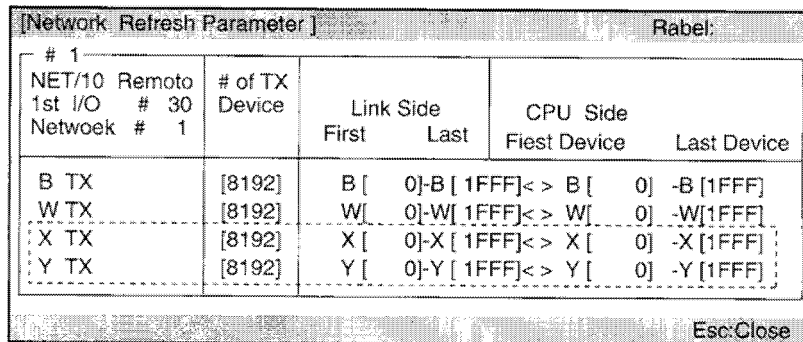 [Network Refresh Parameter ] Rabel:
# 1
NET/10 Remoto # of TX
1st I/O # 30 Device Link Side CPU Side
Netwoek # 1 First Last Fiest Device Last Device
B TX [8192] B [ 0]-B [ 1FFF]< > B [ 0] -B [1FFF]
W TX [8192] W[ 0]-W[ 1FFF]< > W[ 0] -W[1FFF]
X TX [8192] X [ 0]-X [ 1FFF]< > X [ 0] -X [1FFF]
Y TX [8192] Y [ 0]-Y [ 1FFF]< > Y [ 0] -Y [1FFF]
Esc:Close